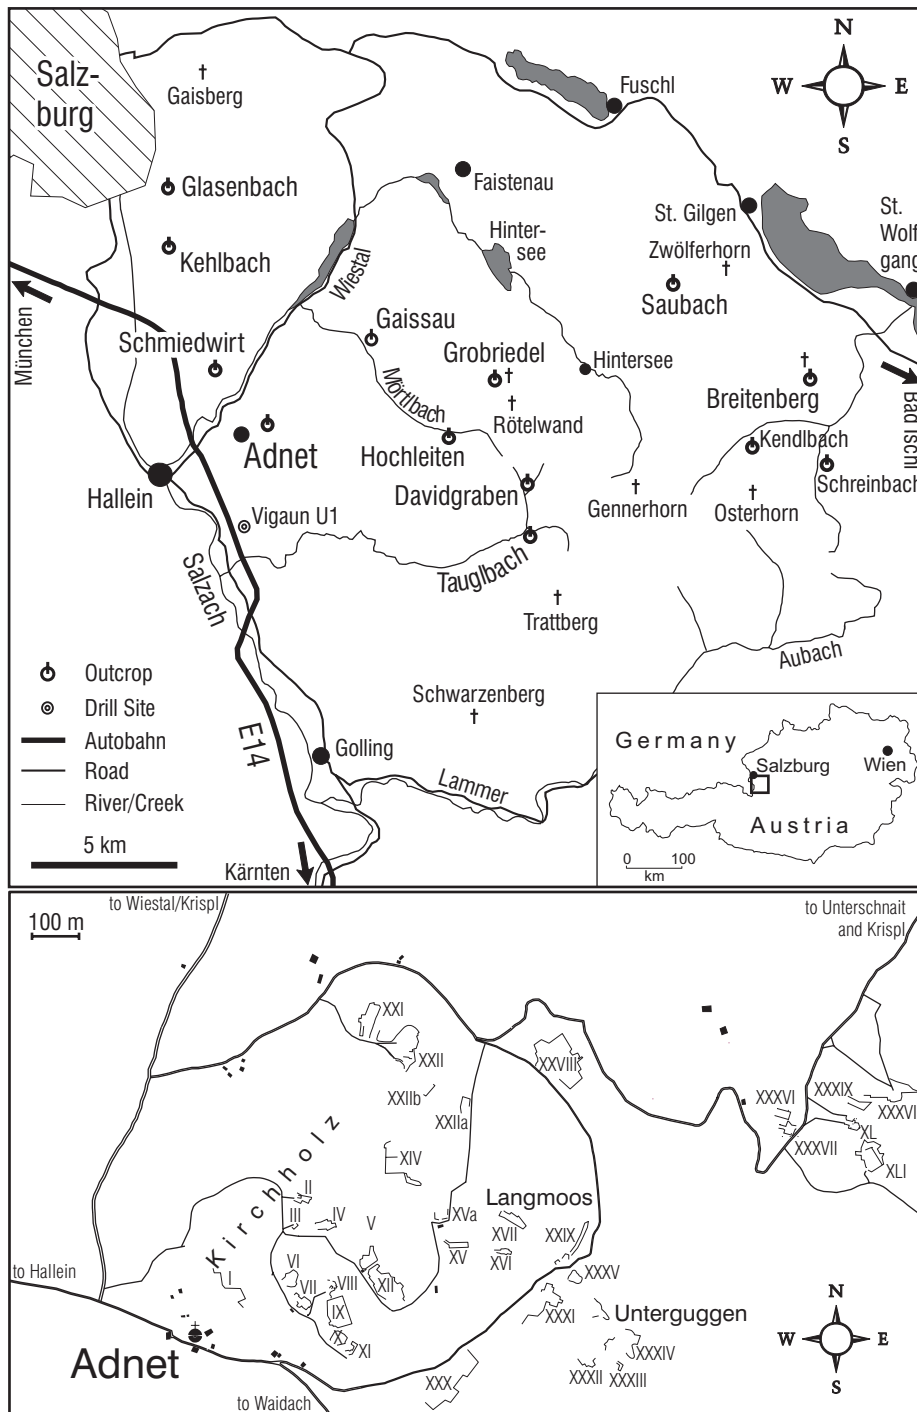 Salz-
burg
Gaisberg
Glasenbach
Kehlbach
München
Schmiedwirt
Adnet
Hallein
Vigaun U1
Salzach
Wiestal
Gaissau
Mörtlbach
Hochleiten
Grobriedel
Rötelwand
Davidgraben
Tauglbach
Trattberg
Schwarzenberg
Faistenau
Fuschl
Hinter-
see
Hintersee
Gennerhorn
St. Gilgen
Zwölferhorn
Saubach
St.
Wolf
gang
Breitenberg
Bad Ischl
Kendlbach
Schreinbach
Osterhorn
Aubach
Golling
Lammer
E14
Kärnten
N
W
E
S
Outcrop
Drill Site
Autobahn
Road
River/Creek
5 km
Germany
Salzburg
Wien
Austria
0 100
km
to Wiestal/Krispl
100 m
to Unterschnait
and Krispl
XXI
XXII
XXIIb
XXIIa
XXVIII
XXXVI
XXXIX
XXXVI
XXXVII
XL
XLI
Kirchholz
XIV
II
III
IV
V
XVa
XV
Langmoos
XVII
XVI
XXIX
I
VI
VII
VIII
IX
X
XI
XII
XXXV
XXXI
Unterguggen
XXXIV
XXXII
XXXIII
XXX
to Hallein
Adnet
to Waidach
N
W
E
S